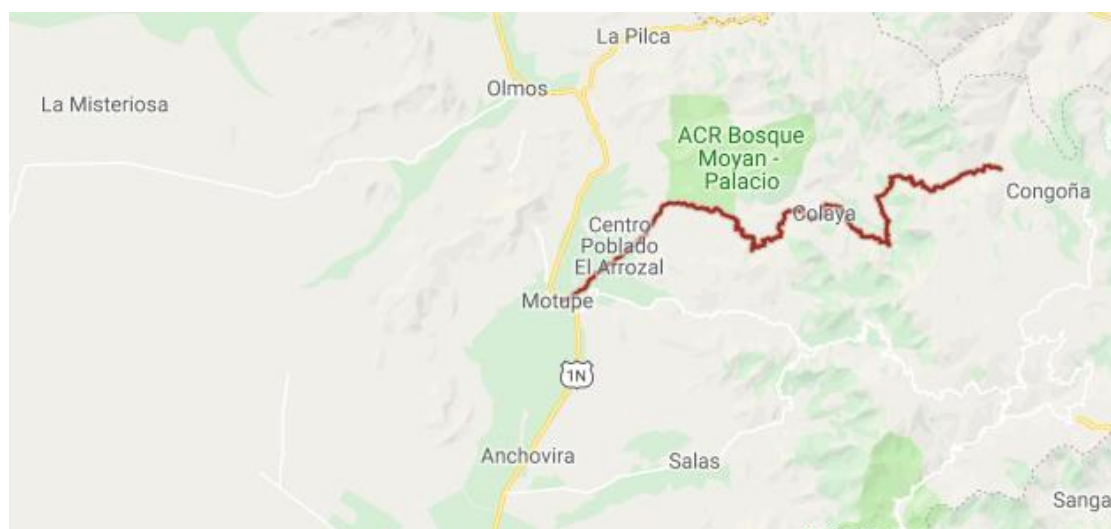 La Pilca
Olmos
La Misteriosa
ACR Bosque
Moyan -
Palacio
Congoña
Colaya
Centro
Poblado
El Arrozal
Motupe
1N
Anchovira
Salas
Sanga